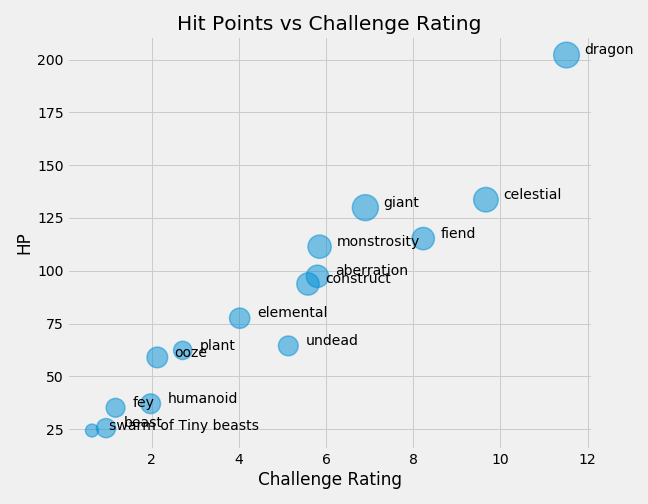 Hit Points vs Challenge Rating
200
175
150
125
100
75
50
25
HP
dragon
celestial
giant
fiend
monstrosity
aberration
construct
elemental
undead
plant
ooze
humanoid
fey
beast
swarm of Tiny beasts
2 4 6 8 10 12
Challenge Rating